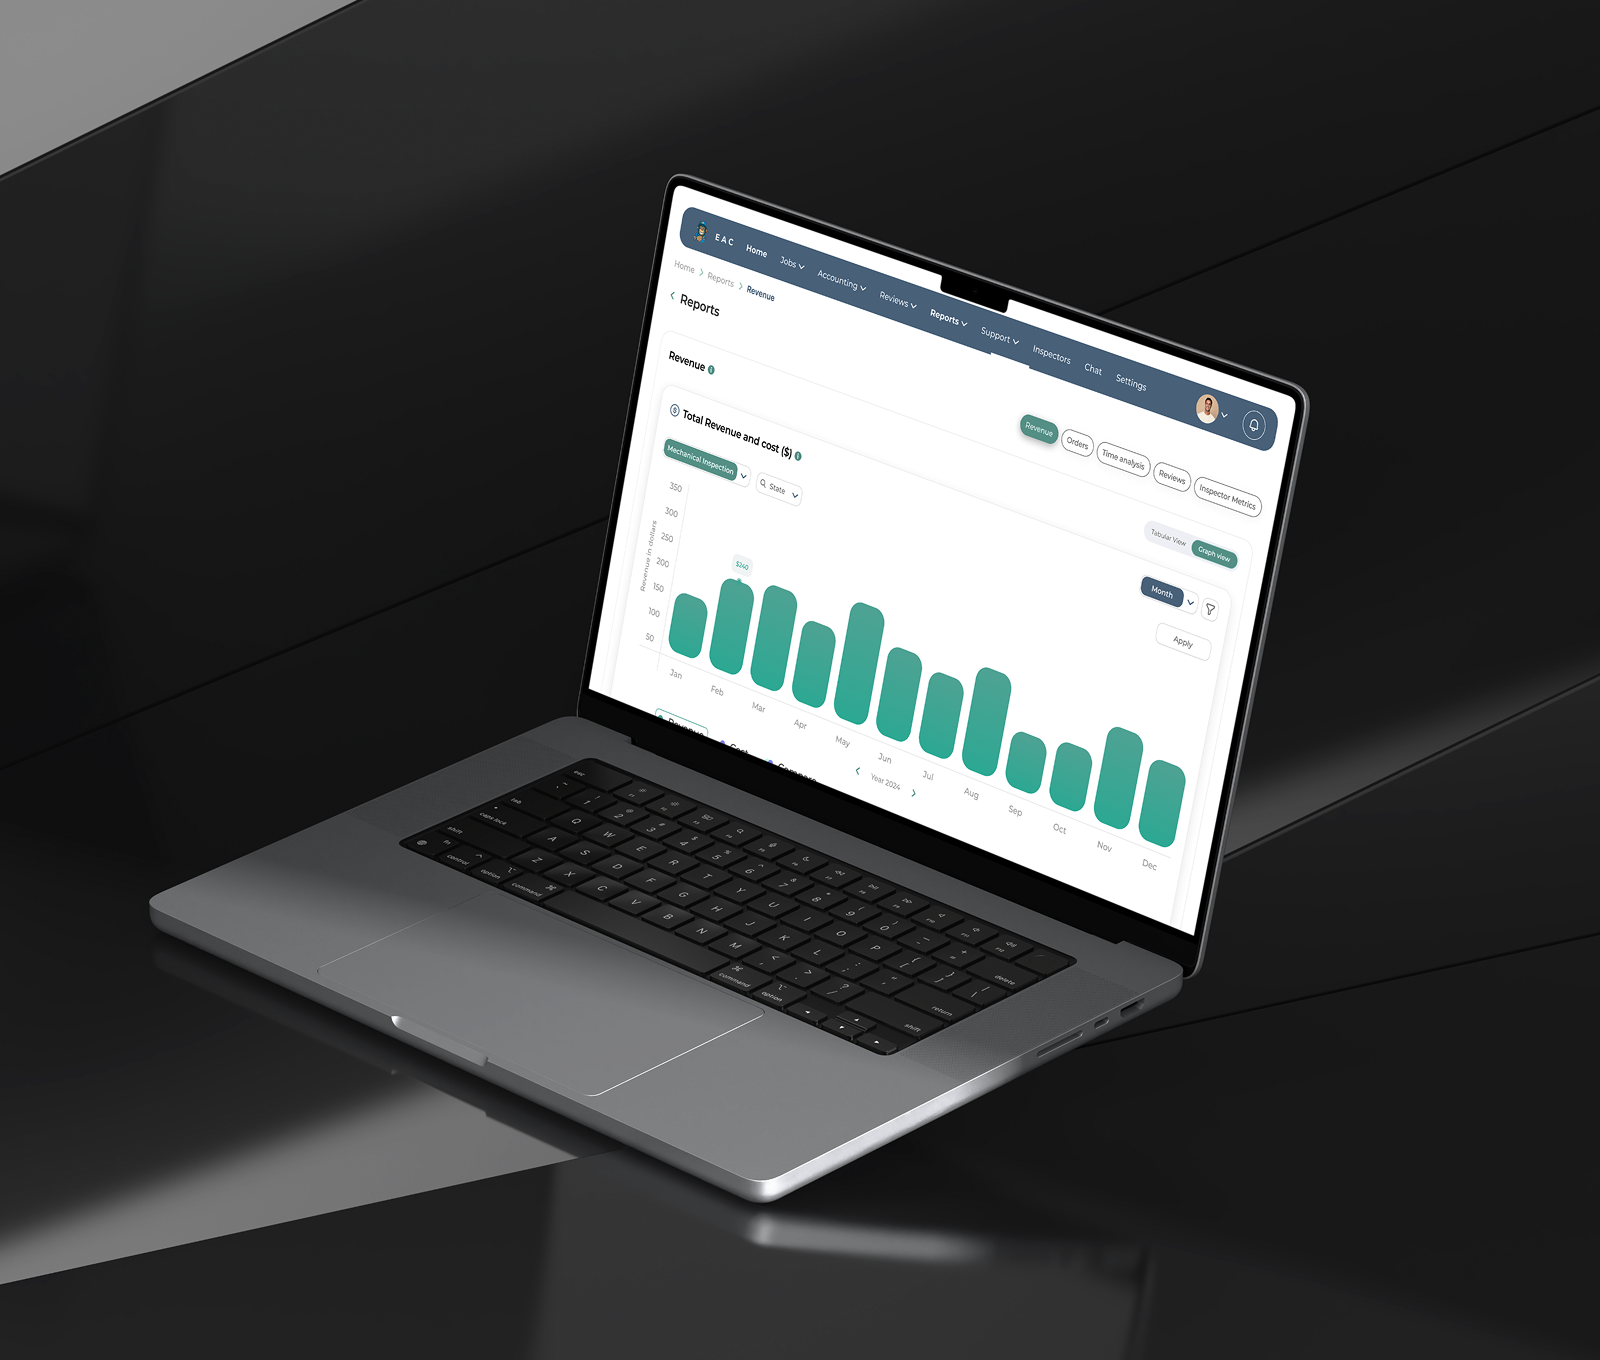 EAC Home Jobs Accounting Reviews Reports Support Inspectors Chat Settings
Home > Reports > Revenue
< Reports
Revenue
Revenue Orders Time analysis Reviews Inspector Metrics
Tabular View Graph view
Total Revenue and cost ($)
Mechanical Inspection State
Month
Apply
Revenue in dollars
350
300
250
200
150
100
50
$240
Jan Feb Mar Apr May Jun Jul Aug Sep Oct Nov Dec
Revenue Cost Compare
< Year 2024 >
esc
tab
Q W E R T Y U I O P
delete
caps lock
A S D F G H J K L
return
shift
Z X C V B N M
shift
fn
control
option
command
command
option